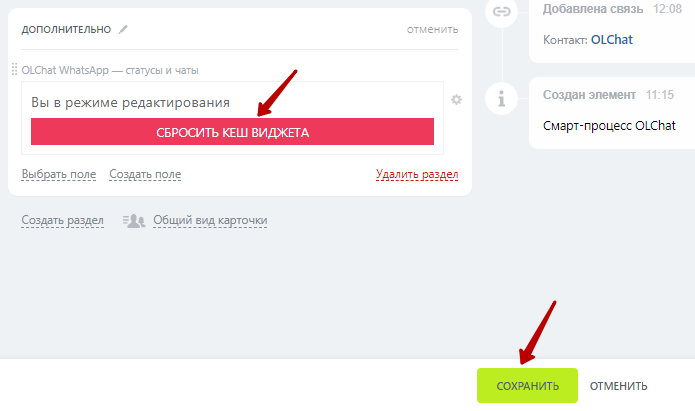 ДОПОЛНИТЕЛЬНО
отменить
OLChat WhatsApp — статусы и чаты
Вы в режиме редактирования
СБРОСИТЬ КЕШ ВИДЖЕТА
Выбрать поле Создать поле Удалить раздел
Создать раздел Общий вид карточки
Добавлена связь 12:08
Контакт: OLChat
Создан элемент 11:15
Смарт-процесс OLChat
СОХРАНИТЬ ОТМЕНИТЬ